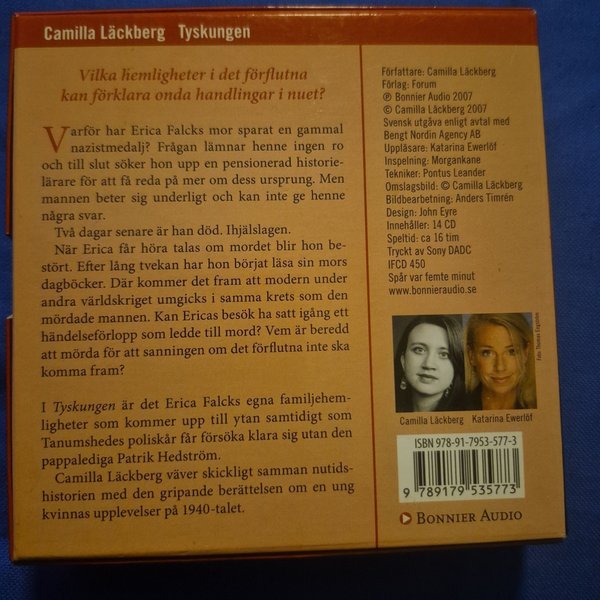 Camilla Läckberg Tyskungen
Vilka hemligheter i det förflutna
kan förklara onda handlingar i nuet?
Varför har Erica Falcks mor sparat en gammal
nazistmedalj? Frågan lämnar henne ingen ro
och till slut söker hon upp en pensionerad historie-
lärare för att få reda på mer om dess ursprung. Men
mannen beter sig underligt och kan inte ge henne
några svar.
Två dagar senare är han död. Ihjälslagen.
När Erica får höra talas om mordet blir hon be-
stört. Efter lång tvekan har hon börjat läsa sin mors
dagböcker. Där kommer det fram att modern under
andra världskriget umgicks i samma krets som den
mördade mannen. Kan Ericas besök ha satt igång ett
händelseförlopp som ledde till mord? Vem är beredd
att mörda för att sanningen om det förflutna inte ska
komma fram?
I Tyskungen är det Erica Falcks egna familjehem-
ligheter som kommer upp till ytan samtidigt som
Tanumshedes poliskår får försöka klara sig utan den
pappalediga Patrik Hedström.
Camilla Läckberg väver skickligt samman nutids-
historien med den gripande berättelsen om en ung
kvinnas upplevelser på 1940-talet.
Författare: Camilla Läckberg
Förlag: Forum
℗ Bonnier Audio 2007
© Camilla Läckberg 2007
Svensk utgåva enligt avtal med
Bengt Nordin Agency AB
Uppläsare: Katarina Ewerlöf
Inspelning: Morgankane
Tekniker: Pontus Leander
Omslagsbild: © Camilla Läckberg
Bildbearbetning: Anders Timrén
Design: John Eyre
Innehåller: 14 CD
Speltid: ca 16 tim
Tryckt av Sony DADC
IFCD 450
Spår var femte minut
www.bonnieraudio.se
Foto: Thomas Engström
Camilla Läckberg Katarina Ewerlöf
ISBN 978-91-7953-577-3
9 789179 535773
BONNIER AUDIO